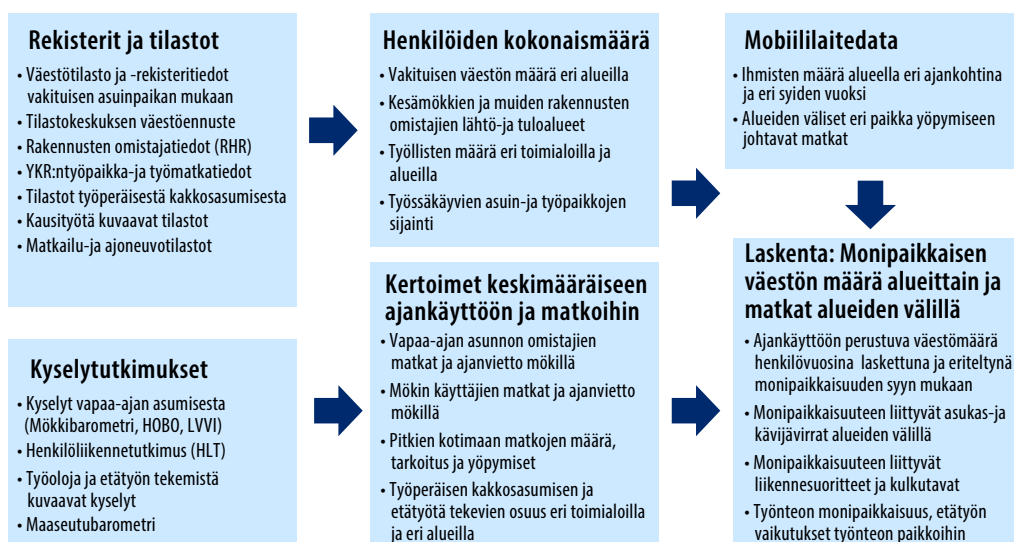 Rekisterit ja tilastot
• Väestötilasto ja -rekisteritiedot
vakituisen asuinpaikan mukaan
• Tilastokeskuksen väestöennuste
• Rakennusten omistajatiedot (RHR)
• YKR:ntyöpaikka-ja työmatkatiedot
• Tilastot työperäisestä kakkosasumisesta
• Kausityötä kuvaavat tilastot
• Matkailu-ja ajoneuvotilastot
Kyselytutkimukset
• Kyselyt vapaa-ajan asumisesta
(Mökkibarometri, HOBO, LVVI)
• Henkilöliikennetutkimus (HLT)
• Työoloja ja etätyön tekemistä
kuvaavat kyselyt
• Maaseutubarometri
Henkilöiden kokonaismäärä
• Vakituisen väestön määrä eri alueilla
• Kesämökkien ja muiden rakennusten
omistajien lähtö-ja tuloalueet
• Työllisten määrä eri toimialoilla ja
alueilla
• Työssäkäyvien asuin-ja työpaikkojen
sijainti
Kertoimet keskimääräiseen
ajankäyttöön ja matkoihin
• Vapaa-ajan asunnon omistajien
matkat ja ajanvietto mökillä
• Mökin käyttäjien matkat ja ajanvietto
mökillä
• Pitkien kotimaan matkojen määrä,
tarkoitus ja yöpymiset
• Työperäisen kakkosasumisen ja
etätyötä tekevien osuus eri toimialoilla
ja eri alueilla
Mobiililaitedata
• Ihmisten määrä alueella eri ajankohtina
ja eri syiden vuoksi
• Alueiden väliset eri paikka yöpymiseen
johtavat matkat
Laskenta: Monipaikkaisen
väestön määrä alueittain ja
matkat alueiden välillä
• Ajankäyttöön perustuva väestömäärä
henkilövuosina laskettuna ja eriteltynä
monipaikkaisuuden syyn mukaan
• Monipaikkaisuuteen liittyvät asukas-ja
kävijävirrat alueiden välillä
• Monipaikkaisuuteen liittyvät
liikennesuoritteet ja kulkutavat
• Työnteon monipaikkaisuus, etätyön
vaikutukset työnteon paikkoihin